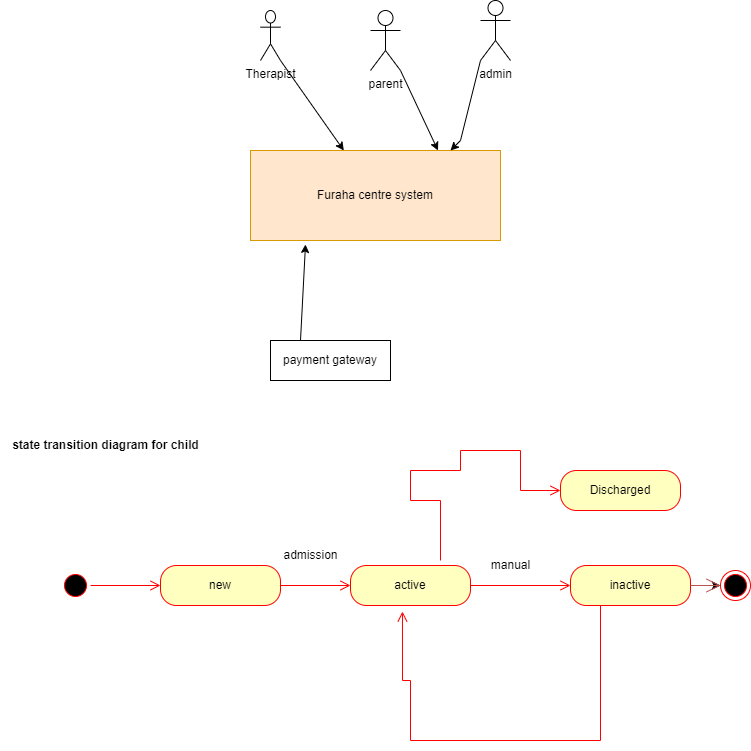 Therapist
parent
admin
Furaha centre system
payment gateway
state transition diagram for child
Discharged
admission
manual
new
active
inactive